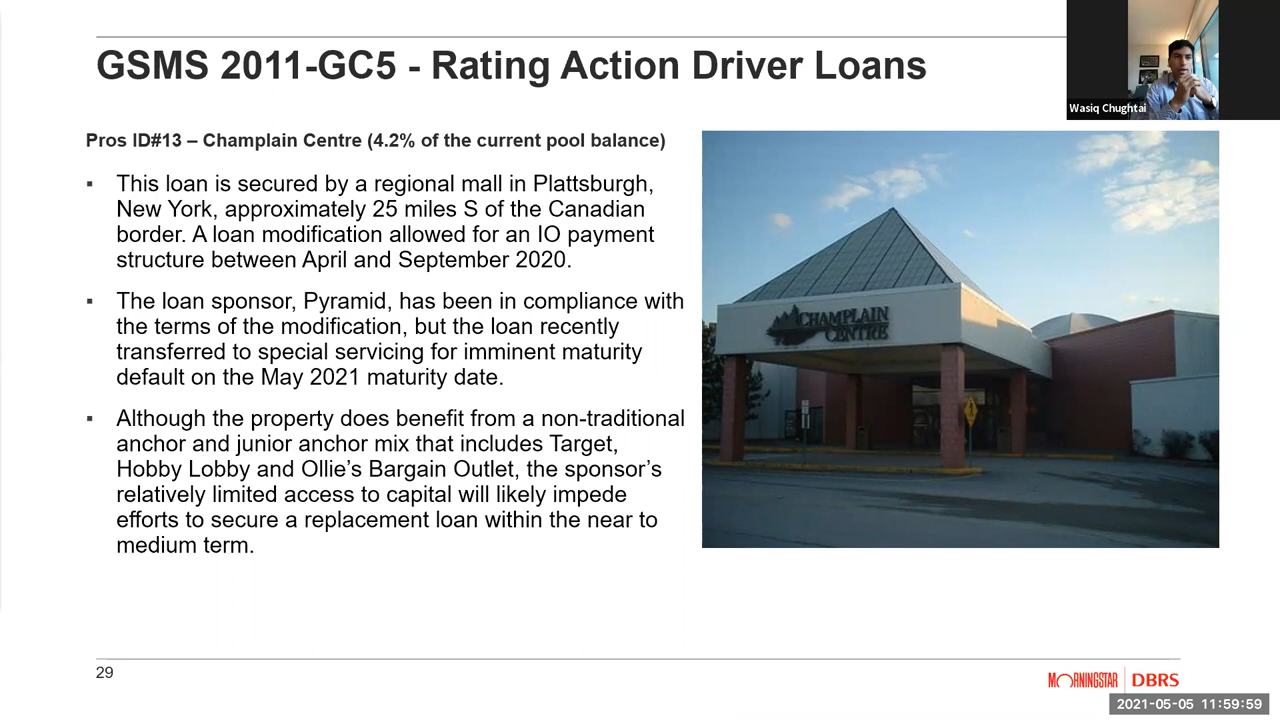 GSMS 2011-GC5 - Rating Action Driver Loans
Wasiq Chughtai
Pros ID#13 – Champlain Centre (4.2% of the current pool balance)
▪ This loan is secured by a regional mall in Plattsburgh,
New York, approximately 25 miles S of the Canadian
border. A loan modification allowed for an IO payment
structure between April and September 2020.
▪ The loan sponsor, Pyramid, has been in compliance with
the terms of the modification, but the loan recently
transferred to special servicing for imminent maturity
default on the May 2021 maturity date.
▪ Although the property does benefit from a non-traditional
anchor and junior anchor mix that includes Target,
Hobby Lobby and Ollie’s Bargain Outlet, the sponsor’s
relatively limited access to capital will likely impede
efforts to secure a replacement loan within the near to
medium term.
CHAMPLAIN
CENTRE
29
MORNINGSTAR | DBRS
2021-05-05 11:59:59